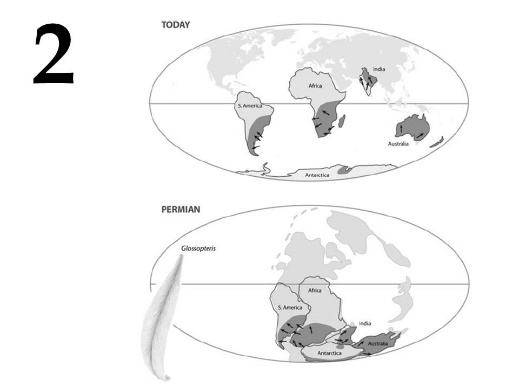 2
TODAY
India
Africa
S. America
Australia
Antarctica
PERMIAN
Glossopteris
Africa
S. America
India
Australia
Antarctica